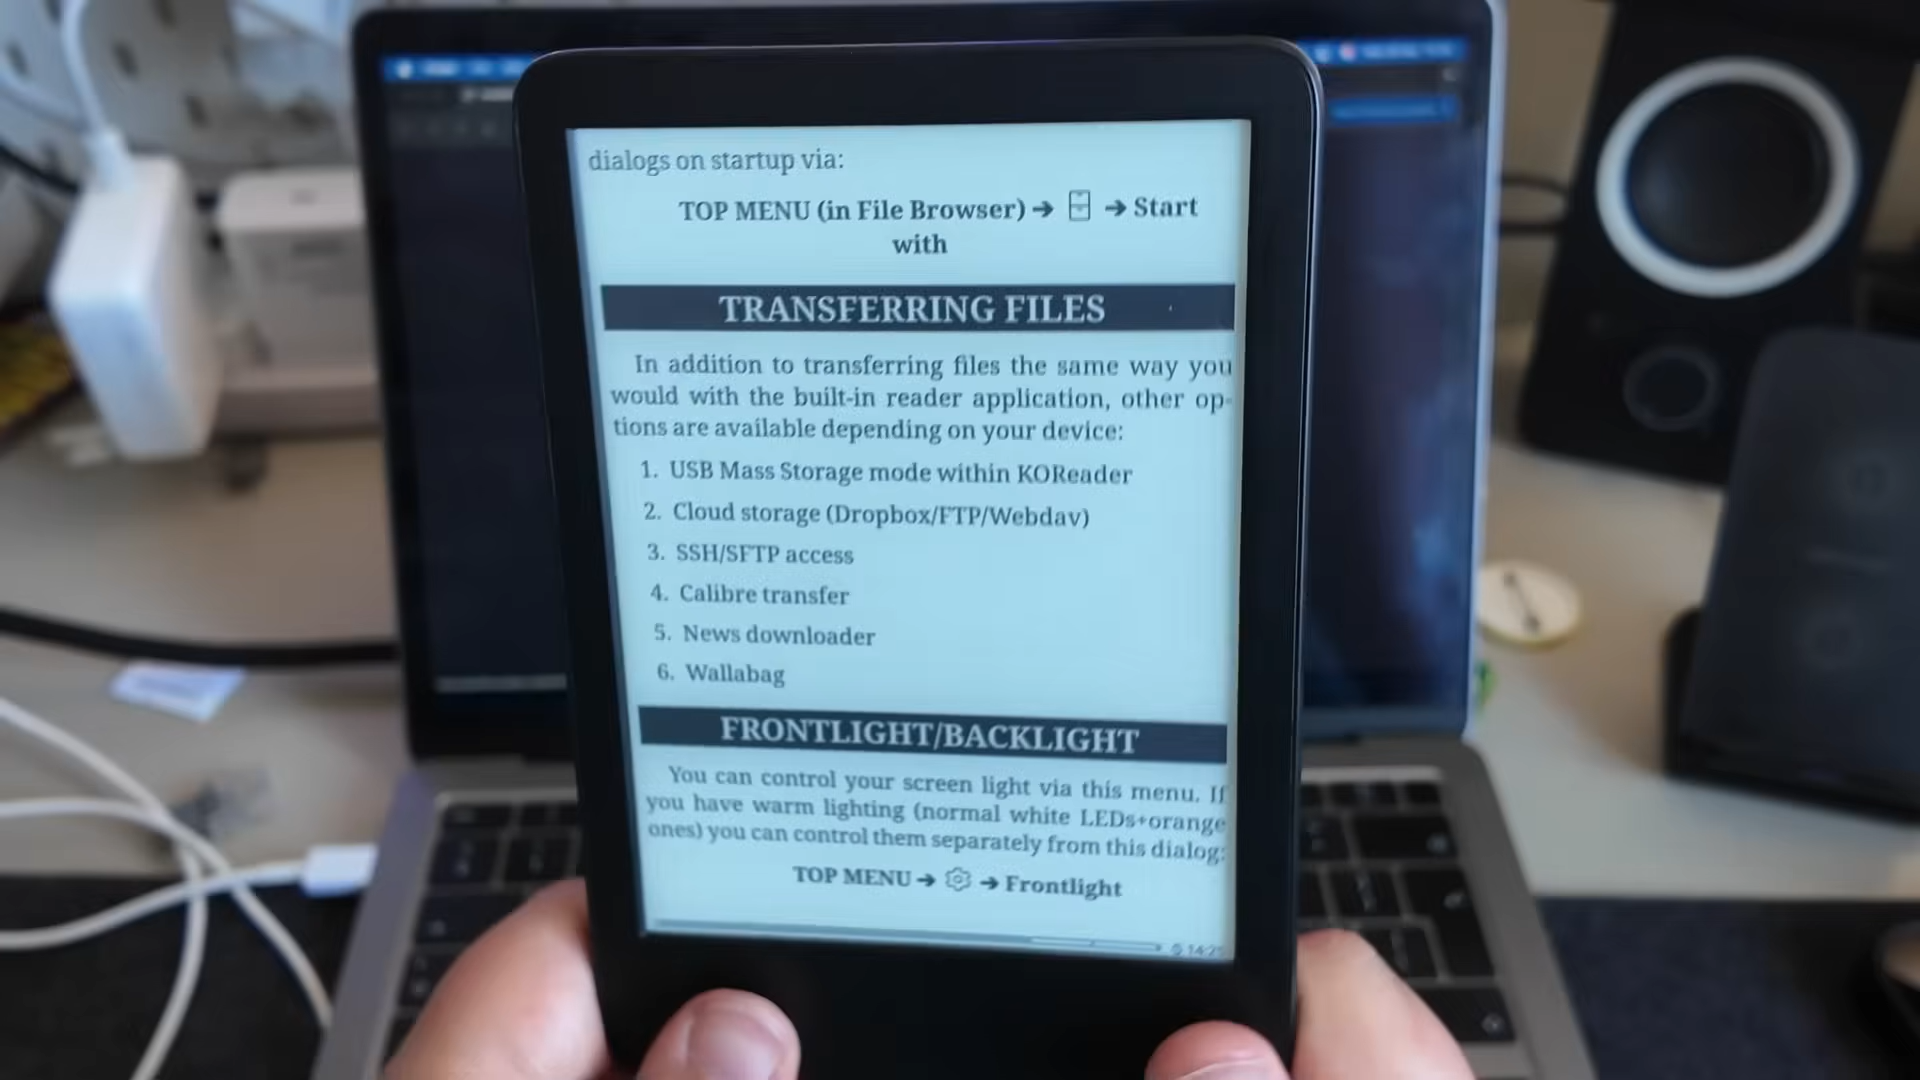 dialogs on startup via:
TOP MENU (in File Browser) ➔ ➔ Start
with
TRANSFERRING FILES
In addition to transferring files the same way you
would with the built-in reader application, other op-
tions are available depending on your device:
1. USB Mass Storage mode within KOReader
2. Cloud storage (Dropbox/FTP/Webdav)
3. SSH/SFTP access
4. Calibre transfer
5. News downloader
6. Wallabag
FRONTLIGHT/BACKLIGHT
You can control your screen light via this menu. If
you have warm lighting (normal white LEDs+orange
ones) you can control them separately from this dialog:
TOP MENU ➔ ➔ Frontlight